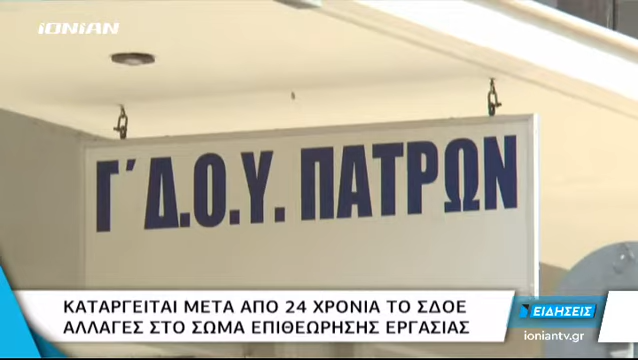 iONIAN
Γ΄ Δ.Ο.Υ. ΠΑΤΡΩΝ
ΚΑΤΑΡΓΕΙΤΑΙ ΜΕΤΑ ΑΠΟ 24 ΧΡΟΝΙΑ ΤΟ ΣΔΟΕ
ΑΛΛΑΓΕΣ ΣΤΟ ΣΩΜΑ ΕΠΙΘΕΩΡΗΣΗΣ ΕΡΓΑΣΙΑΣ
ΕΙΔΗΣΕΙΣ
ioniantv.gr